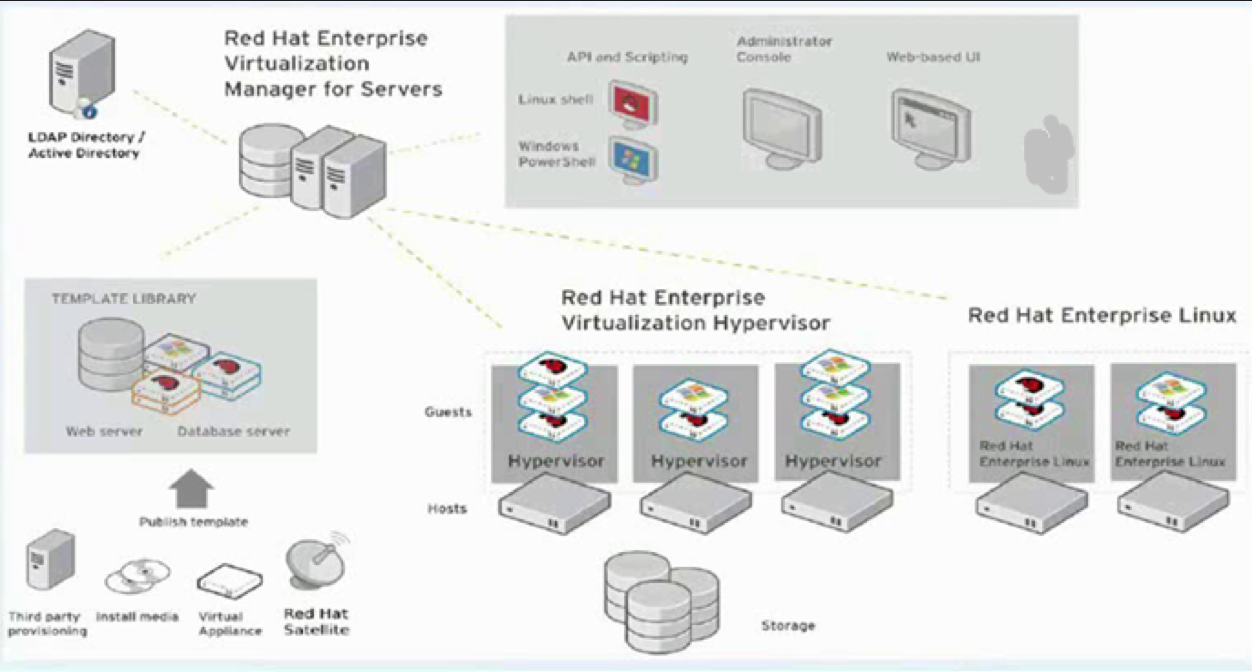 Red Hat Enterprise
Virtualization
Manager for Servers
LDAP Directory /
Active Directory
API and Scripting
Administrator
Console
Web-based UI
Linux shell
Windows
PowerShell
TEMPLATE LIBRARY
Web server
Database server
Publish template
Third party
provisioning
Install media
Virtual
Appliance
Red Hat
Satellite
Red Hat Enterprise
Virtualization Hypervisor
Red Hat Enterprise Linux
Guests
Hypervisor
Hypervisor
Hypervisor
Red Hat
Enterprise Linux
Red Hat
Enterprise Linux
Hosts
Storage